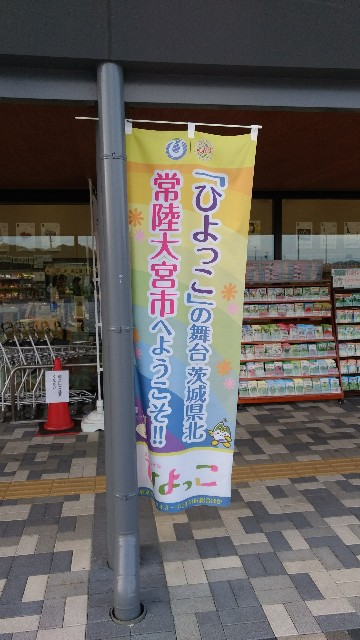 「ひよっこ」の舞台 茨城県北
常陸大宮市へようこそ!!
ひよっこ